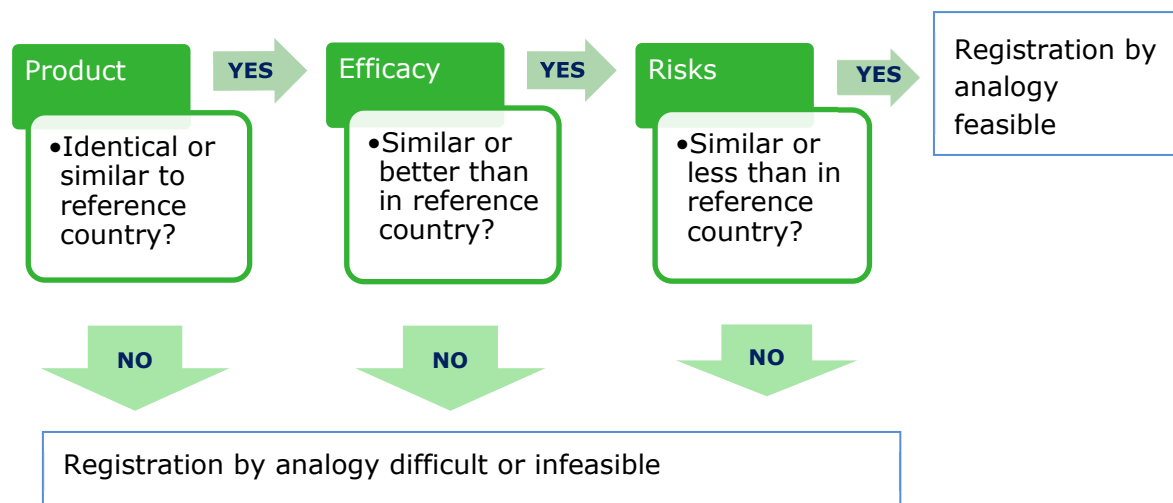 Product
YES
Efficacy
YES
Risks
YES
Registration by
analogy
feasible
•Identical or
similar to
reference
country?
•Similar or
better than
in reference
country?
•Similar or
less than in
reference
country?
NO
NO
NO
Registration by analogy difficult or infeasible